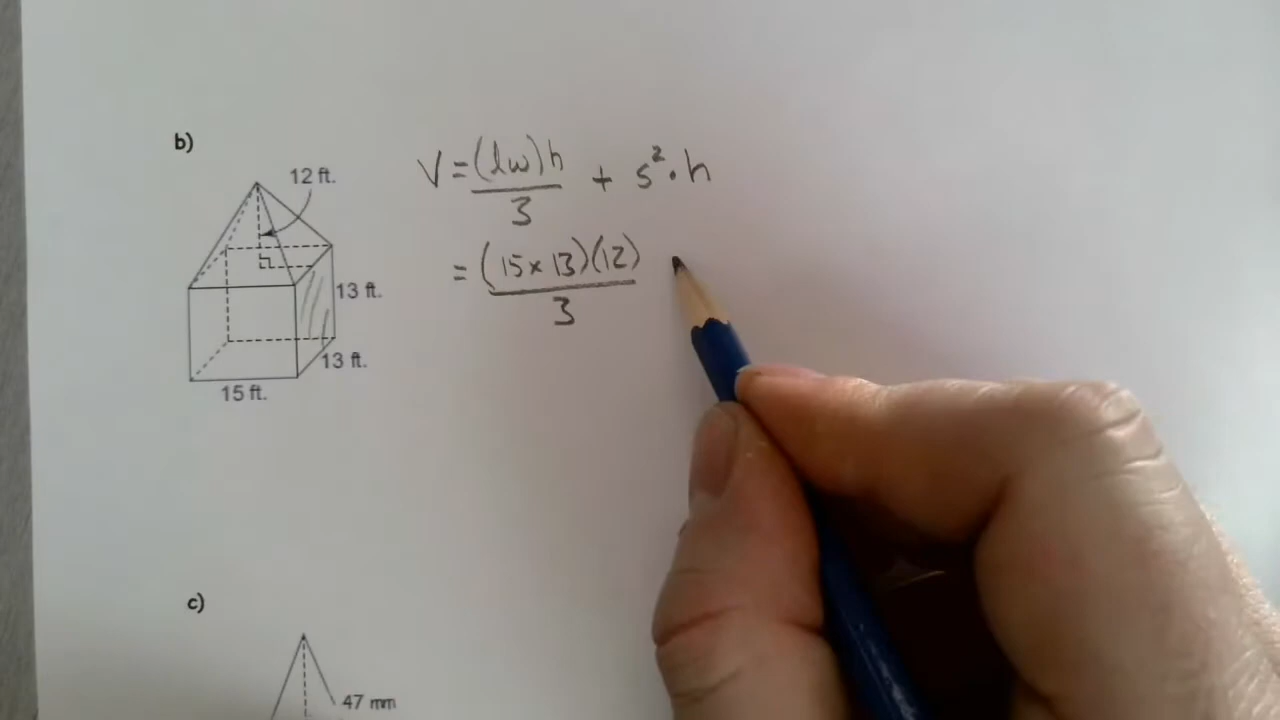 b)
12 ft.
13 ft.
13 ft.
15 ft.
V = (lw)h / 3 + s² · h
= (15 × 13)(12) / 3
c)
47 mm